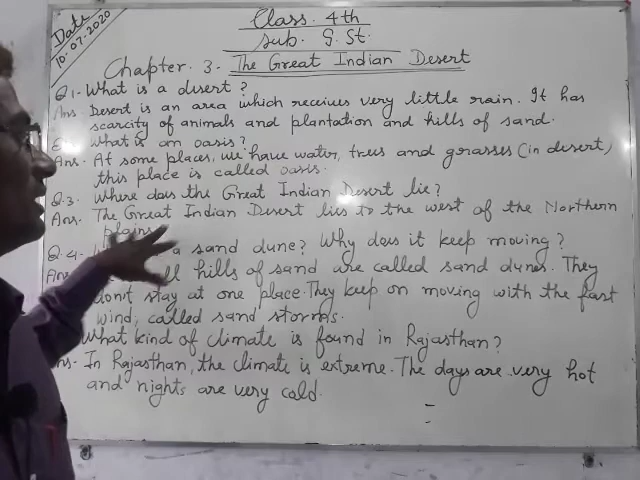 Date
10.07.2020
Class. 4th
Sub. S.St.
Chapter. 3. The Great Indian Desert
Q1. What is a disert?
Ans Desert is an area which receives very little rain. It has
scarcity of animals and plantation and hills of sand.
What is an oasis?
Ans. At some places, we have water, trees and grasses (in desert)
this place is called oasis.
Q.3. Where does the Great Indian Desert lie?
Ans. The Great Indian Desert lies to the west of the Northern
plains.
Q.4. a sand dune? Why does it keep moving?
Ans hills of sand are called sand dunes. They
don't stay at one place. They keep on moving with the fast
wind, called sand storms.
What kind of climate is found in Rajasthan?
Ans. In Rajasthan, the climate is extreme. The days are very hot
and nights are very cold.